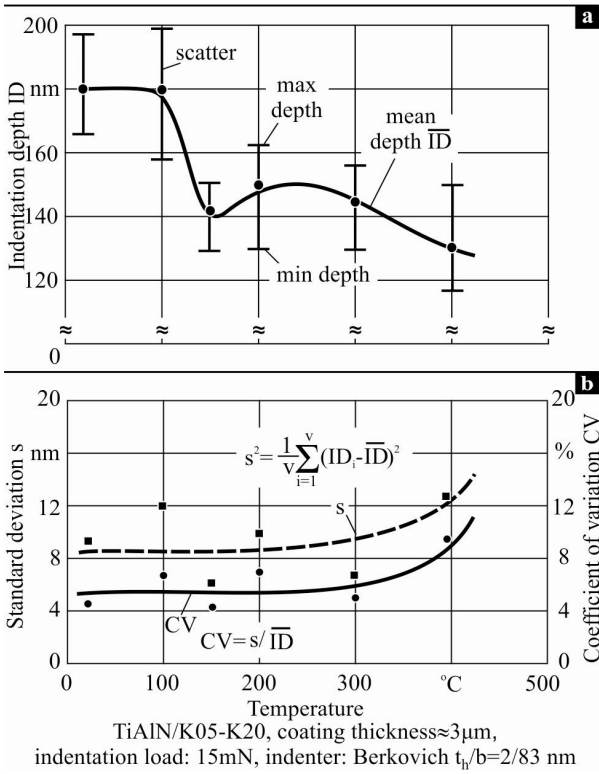 200
a
Indentation depth ID
nm
160
140
120
0
scatter
max
depth
mean
depth I̅D̅
min depth
≈ ≈ ≈ ≈ ≈ ≈
b
20
nm
12
8
4
0
Standard deviation s
20
%
12
8
4
0
Coefficient of variation CV
s²=1/v∑ᵥᵢ₌₁(IDᵢ-I̅D̅)²
s
CV
CV=s/I̅D̅
0 100 200 300 °C 500
Temperature
TiAlN/K05-K20, coating thickness≈3μm,
indentation load: 15mN, indenter: Berkovich tₕ/b=2/83 nm